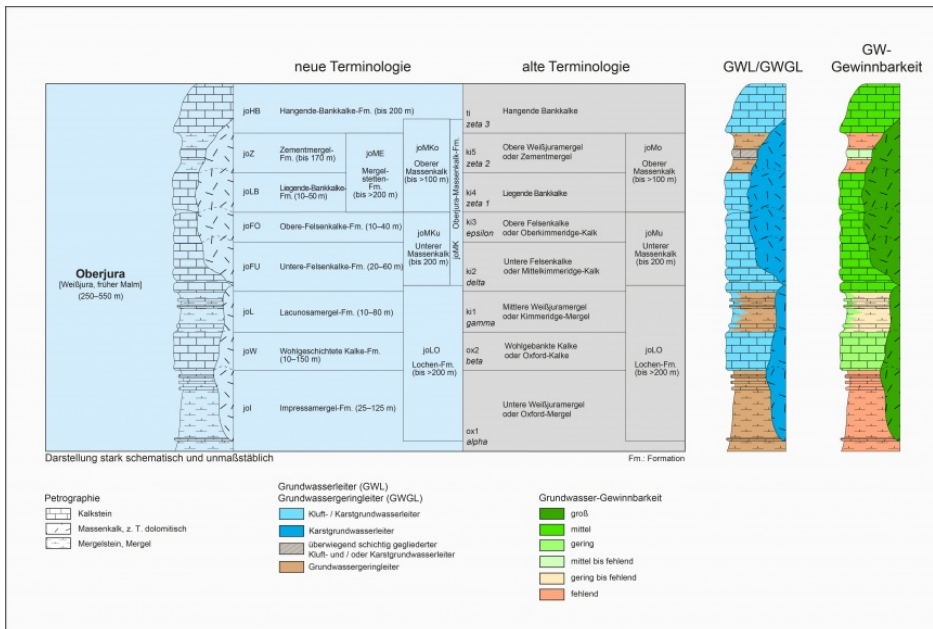 neue Terminologie
alte Terminologie
GWL/GWGL
GW-
Gewinnbarkeit
Oberjura
[Weißjura, früher Malm]
(250–550 m)
joHB Hangende-Bankkalke-Fm. (bis 200 m)
joZ Zementmergel-
Fm. (bis 170 m)
joLB Liegende-Bankkalke-
Fm. (10–50 m)
joME
Mergel-
stetten-
Fm.
(bis >200 m)
joMKo
Oberer
Massenkalk
(bis >100 m)
Oberjura-Massenkalk-Fm.
joMK
joFO Obere-Felsenkalke-Fm. (10–40 m)
joMKu
Unterer
Massenkalk
(bis 200 m)
joFU Untere-Felsenkalke-Fm. (20–60 m)
joL Lacunosamergel-Fm. (10–80 m)
joW Wohlgeschichtete Kalke-Fm.
(10–150 m)
joLO
Lochen-Fm.
(bis >200 m)
joI Impressamergel-Fm. (25–125 m)
ti
zeta 3
Hangende Bankkalke
ki5
zeta 2
Obere Weißjuramergel
oder Zementmergel
joMo
Oberer
Massenkalk
(bis >100 m)
ki4
zeta 1
Liegende Bankkalke
ki3
epsilon
Obere Felsenkalke
oder Oberkimmeridge-Kalk
joMu
Unterer
Massenkalk
(bis 200 m)
ki2
delta
Untere Felsenkalke
oder Mittelkimmeridge-Kalk
ki1
gamma
Mittlere Weißjuramergel
oder Kimmeridge-Mergel
ox2
beta
Wohlgebankte Kalke
oder Oxford-Kalke
joLO
Lochen-Fm.
(bis >200 m)
Untere Weißjuramergel
oder Oxford-Mergel
ox1
alpha
Darstellung stark schematisch und unmaßstäblich
Fm.: Formation
Petrographie
Kalkstein
Massenkalk, z. T. dolomitisch
Mergelstein, Mergel
Grundwasserleiter (GWL)
Grundwassergeringleiter (GWGL)
Kluft- / Karstgrundwasserleiter
Karstgrundwasserleiter
überwiegend schichtig gegliederter
Kluft- und / oder Karstgrundwasserleiter
Grundwassergeringleiter
Grundwasser-Gewinnbarkeit
groß
mittel
gering
mittel bis fehlend
gering bis fehlend
fehlend